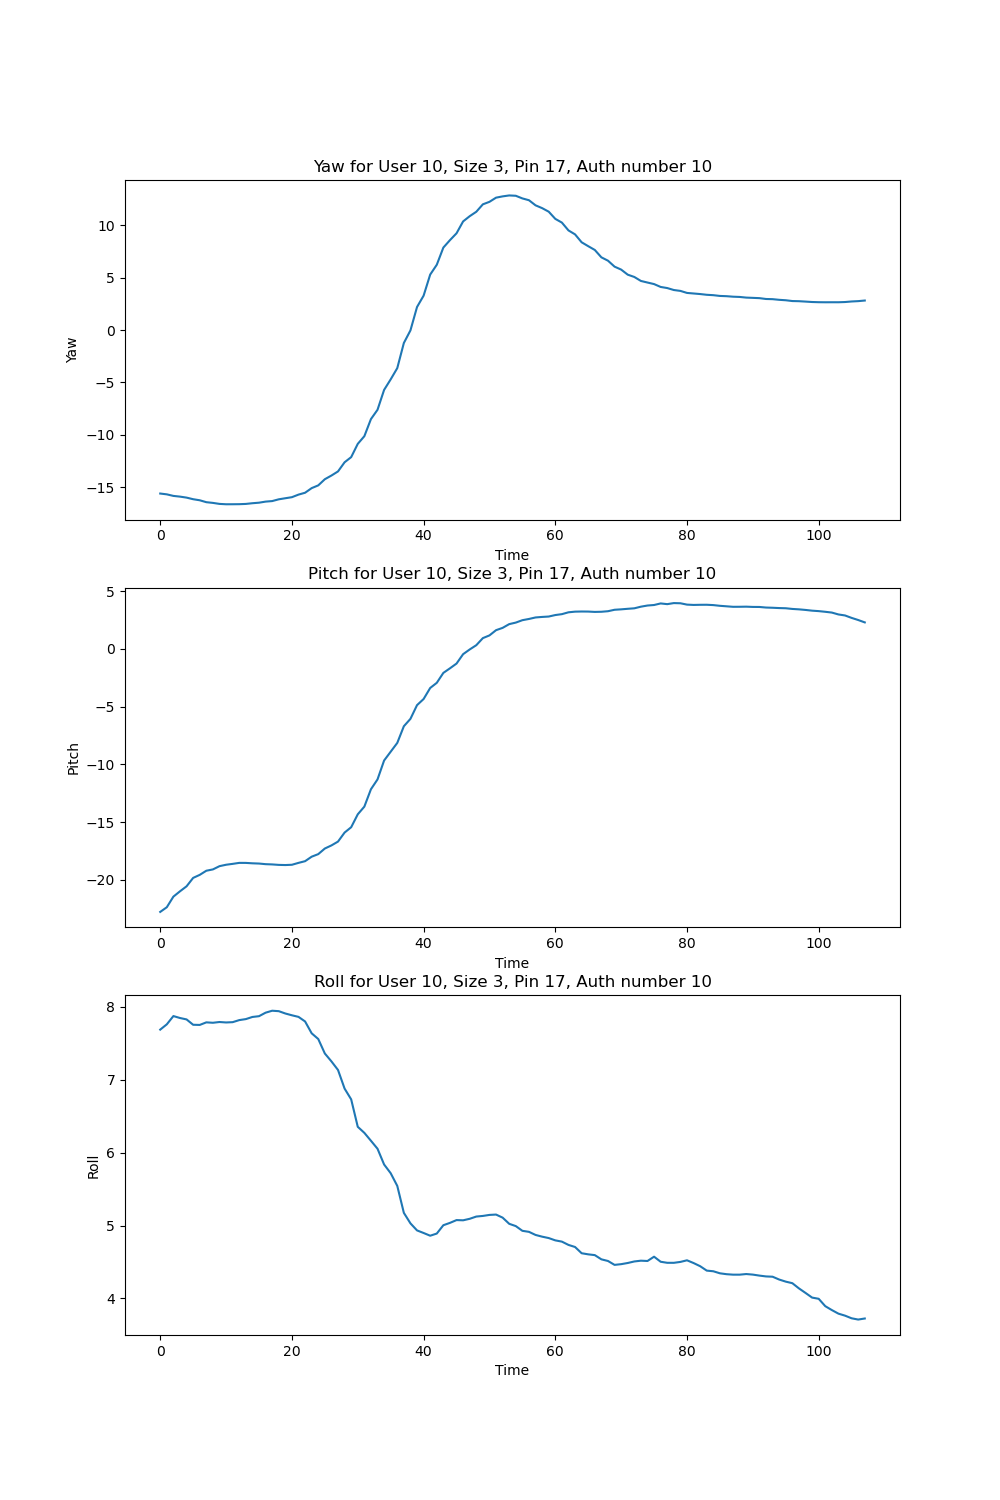 Yaw for User 10, Size 3, Pin 17, Auth number 10
10
5
0
−5
−10
−15
Yaw
0 20 40 60 80 100
Time
Pitch for User 10, Size 3, Pin 17, Auth number 10
5
0
−5
−10
−15
−20
Pitch
0 20 40 60 80 100
Time
Roll for User 10, Size 3, Pin 17, Auth number 10
8
7
6
5
4
Roll
0 20 40 60 80 100
Time